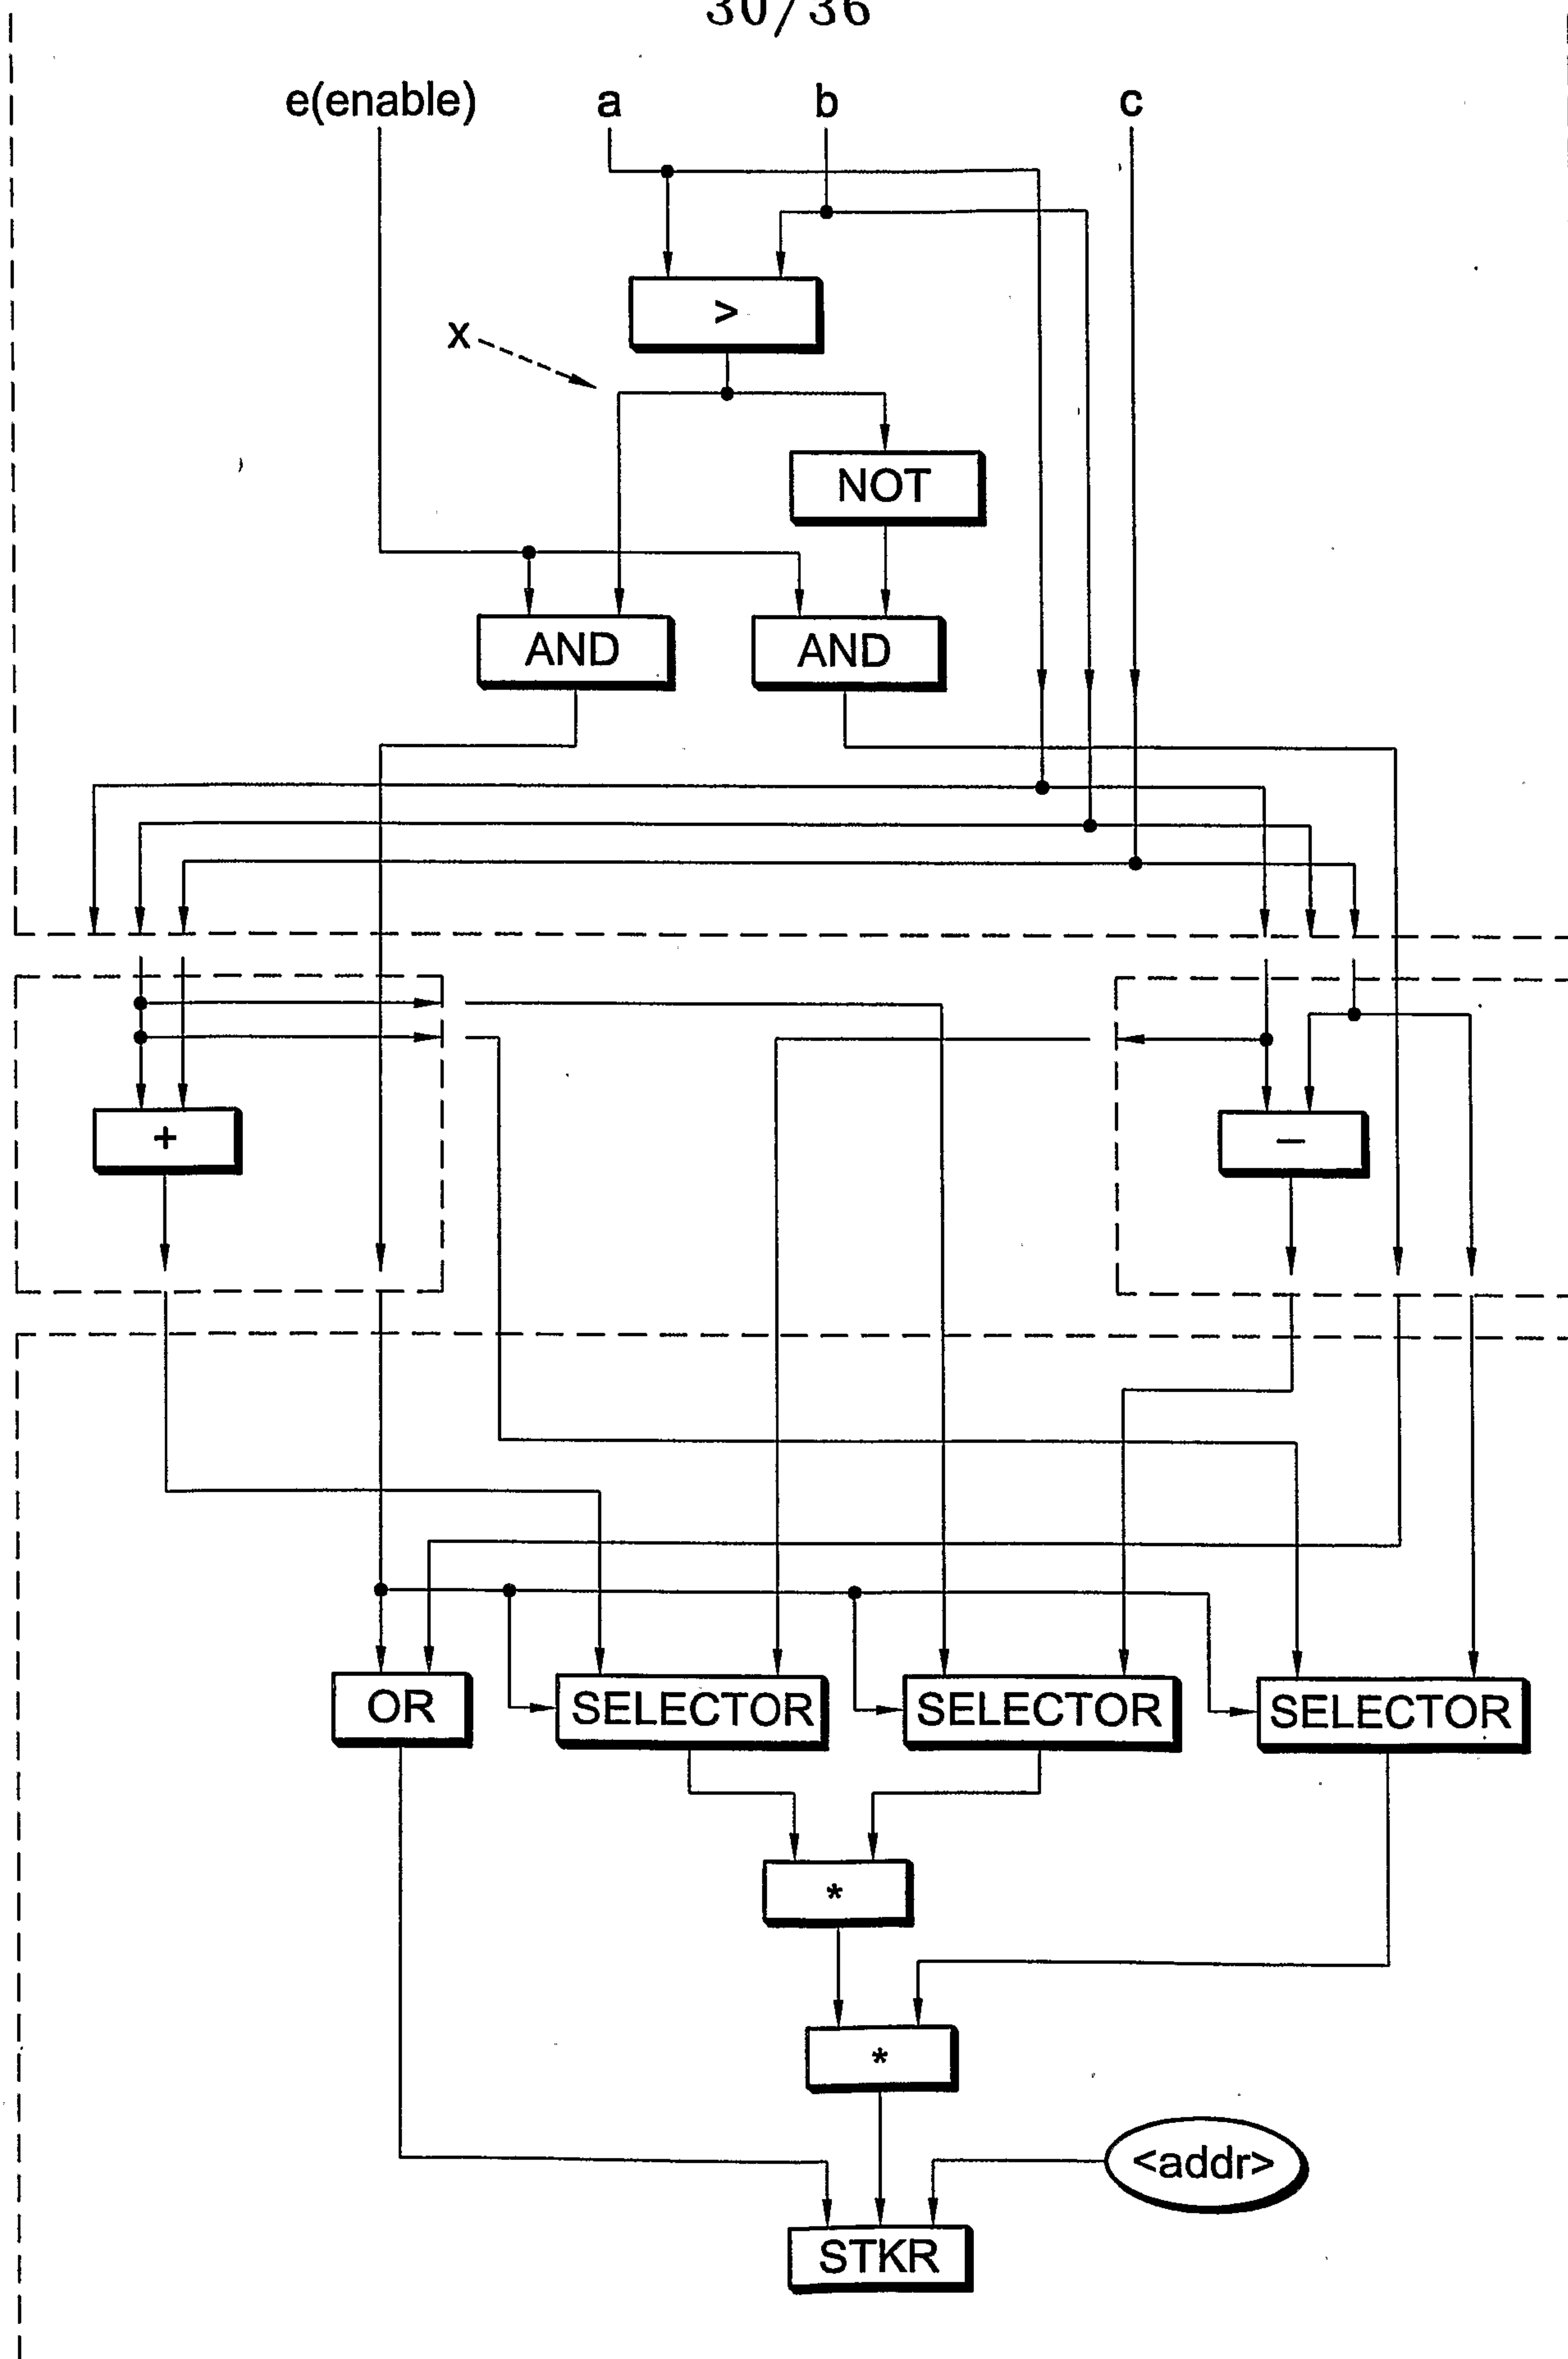 30/36
e(enable) a b c
>
x
NOT
AND AND
+ −
OR SELECTOR SELECTOR SELECTOR
*
*
<addr>
STKR